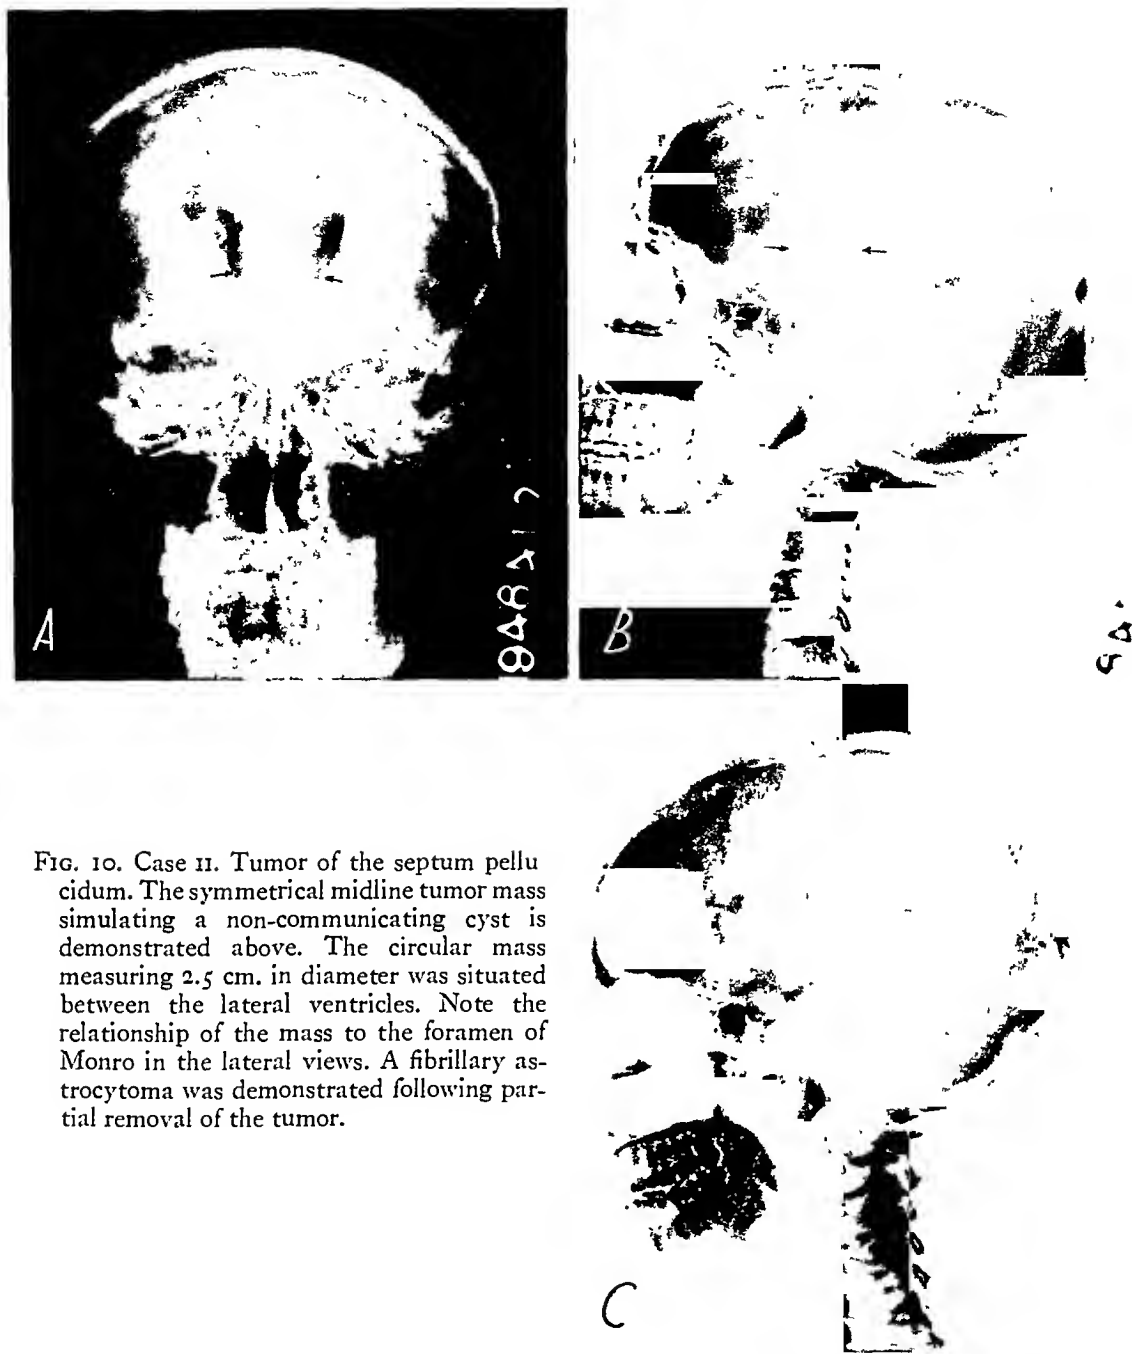 A
B
FIG. 10. Case 11. Tumor of the septum pellu
cidum. The symmetrical midline tumor mass
simulating a non-communicating cyst is
demonstrated above. The circular mass
measuring 2.5 cm. in diameter was situated
between the lateral ventricles. Note the
relationship of the mass to the foramen of
Monro in the lateral views. A fibrillary as-
trocytoma was demonstrated following par-
tial removal of the tumor.
C